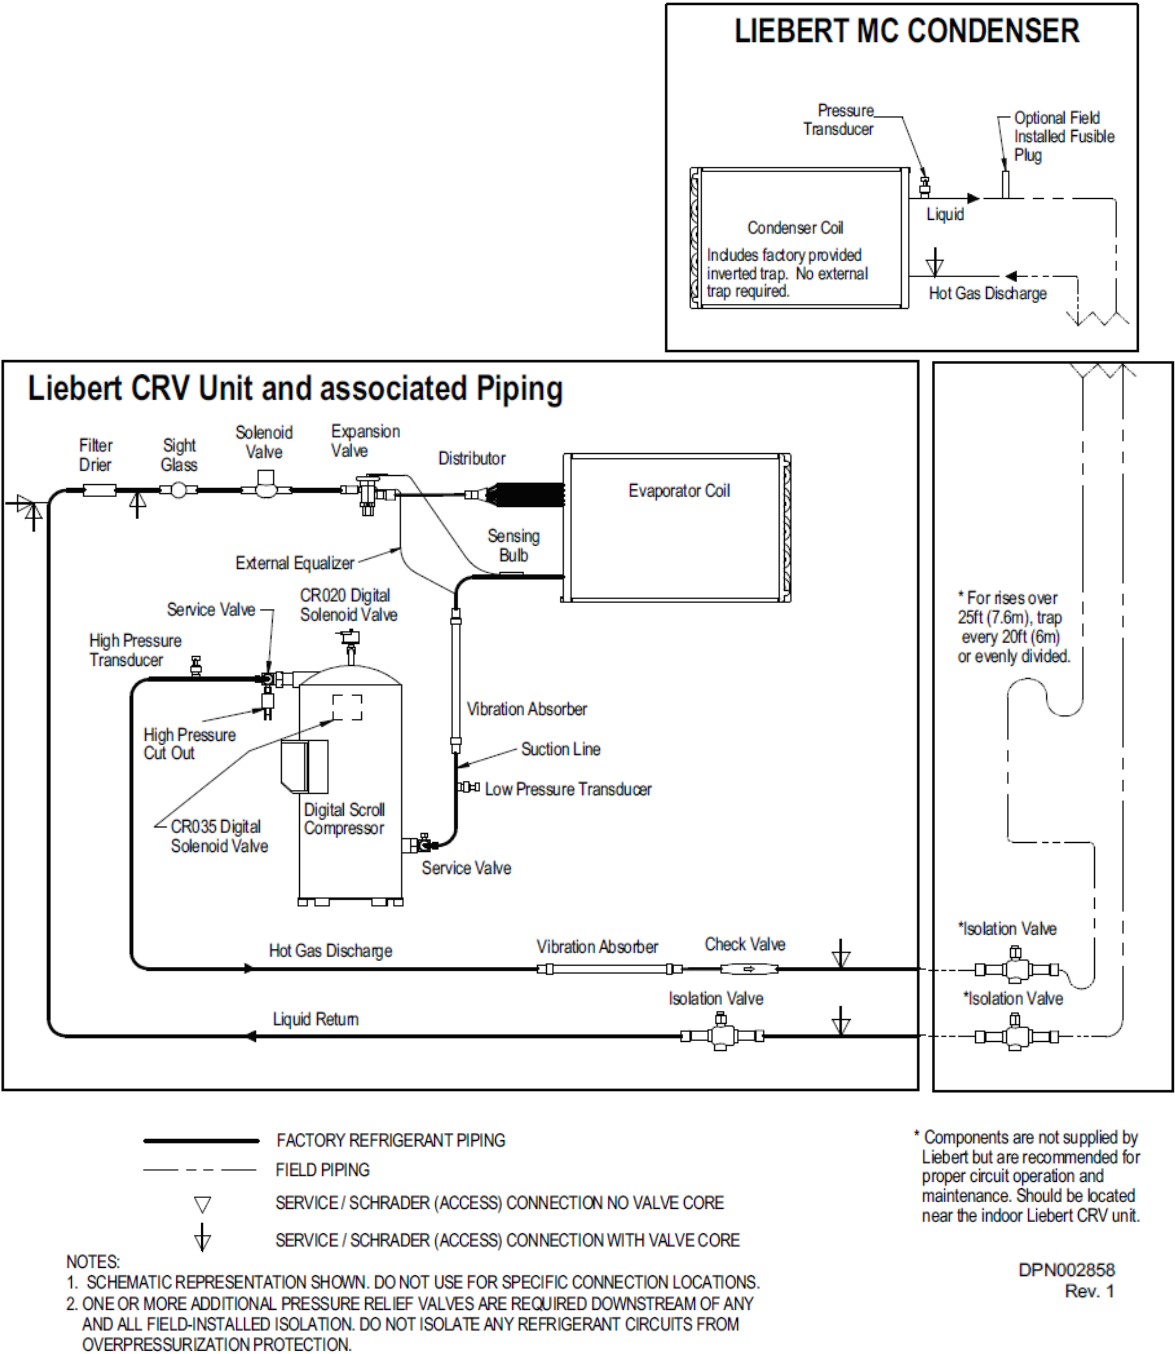 LIEBERT MC CONDENSER
Pressure
Transducer
Optional Field
Installed Fusible
Plug
Liquid
Condenser Coil
Includes factory provided
inverted trap. No external
trap required.
Hot Gas Discharge
Liebert CRV Unit and associated Piping
Filter
Drier
Sight
Glass
Solenoid
Valve
Expansion
Valve
Distributor
Evaporator Coil
Sensing
Bulb
External Equalizer
CR020 Digital
Solenoid Valve
Service Valve
High Pressure
Transducer
High Pressure
Cut Out
Vibration Absorber
Suction Line
Low Pressure Transducer
Digital Scroll
Compressor
CR035 Digital
Solenoid Valve
Service Valve
* For rises over
25ft (7.6m), trap
every 20ft (6m)
or evenly divided.
Hot Gas Discharge
Vibration Absorber
Check Valve
*Isolation Valve
Liquid Return
Isolation Valve
*Isolation Valve
FACTORY REFRIGERANT PIPING
FIELD PIPING
SERVICE / SCHRADER (ACCESS) CONNECTION NO VALVE CORE
SERVICE / SCHRADER (ACCESS) CONNECTION WITH VALVE CORE
* Components are not supplied by
Liebert but are recommended for
proper circuit operation and
maintenance. Should be located
near the indoor Liebert CRV unit.
NOTES:
1. SCHEMATIC REPRESENTATION SHOWN. DO NOT USE FOR SPECIFIC CONNECTION LOCATIONS.
2. ONE OR MORE ADDITIONAL PRESSURE RELIEF VALVES ARE REQUIRED DOWNSTREAM OF ANY
AND ALL FIELD-INSTALLED ISOLATION. DO NOT ISOLATE ANY REFRIGERANT CIRCUITS FROM
OVERPRESSURIZATION PROTECTION.
DPN002858
Rev. 1